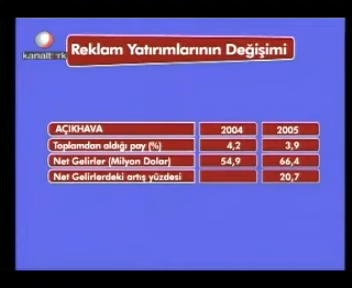 kanaltürk
Reklam Yatırımlarının Değişimi
AÇIKHAVA 2004 2005
Toplamdan aldığı pay (%) 4,2 3,9
Net Gelirler (Milyon Dolar) 54,9 66,4
Net Gelirlerdeki artış yüzdesi 20,7